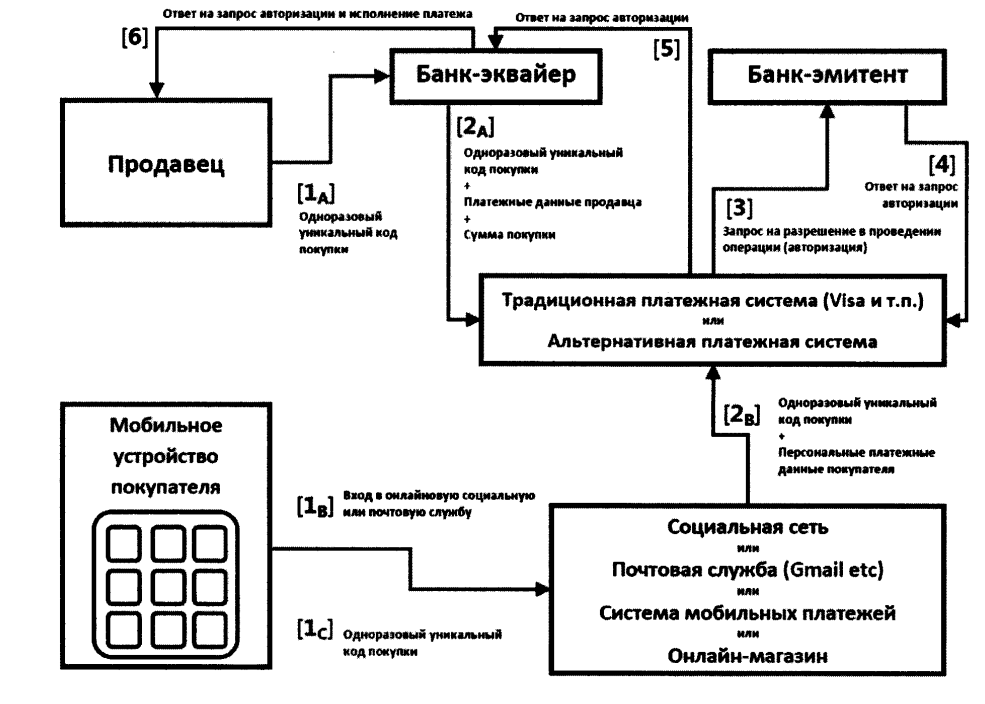 Ответ на запрос авторизации и исполнение платежа
Ответ на запрос авторизации
[6]
[5]
Банк-эквайер
Банк-эмитент
Продавец
[2A]
Одноразовый уникальный
код покупки
+
Платежные данные продавца
+
Сумма покупки
[1A]
Одноразовый
уникальный код
покупки
[4]
Ответ на запрос
авторизации
[3]
Запрос на разрешение в проведении
операции (авторизация)
Традиционная платежная система (Visa и т.п.)
или
Альтернативная платежная система
[2B]
Одноразовый уникальный
код покупки
+
Персональные платежные
данные покупателя
Мобильное
устройство
покупателя
[1B]
Вход в онлайновую социальную
или почтовую службу
[1C]
Одноразовый уникальный
код покупки
Социальная сеть
или
Почтовая служба (Gmail etc)
или
Система мобильных платежей
или
Онлайн-магазин